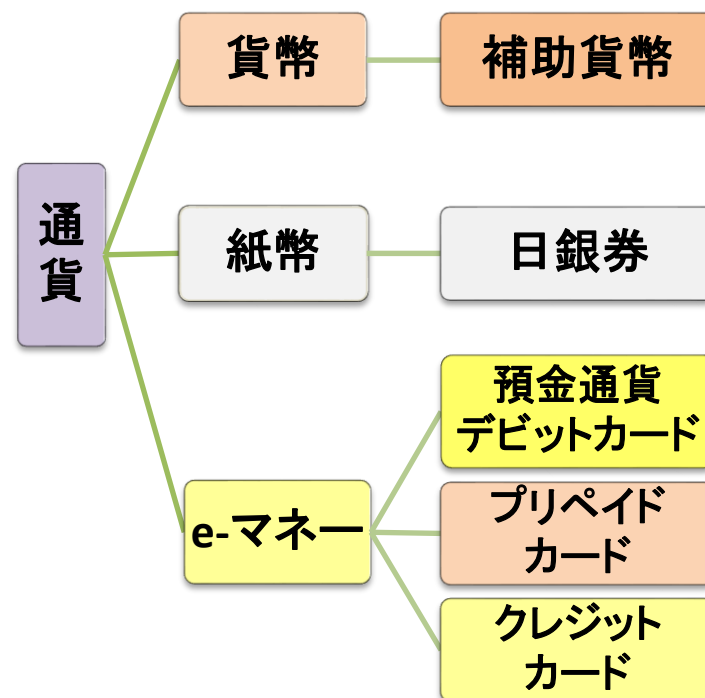 通
貨
貨幣
補助貨幣
紙幣
日銀券
e-マネー
預金通貨
デビットカード
プリペイド
カード
クレジット
カード